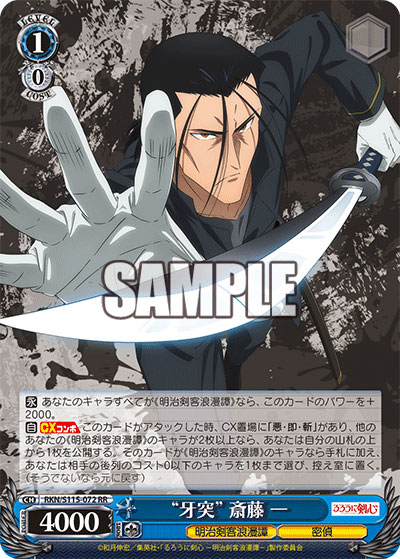 LEVEL
1
0
COST
SAMPLE
永 あなたのキャラすべてが《明治剣客浪漫譚》なら、このカードのパワーを+
2000。
自 CXコンボ このカードがアタックした時、CX置場に「悪・即・斬」があり、他の
あなたの《明治剣客浪漫譚》のキャラが2枚以上なら、あなたは自分の山札の上
から1枚を公開する。そのカードが《明治剣客浪漫譚》のキャラなら手札に加え、
あなたは相手の後列のコスト0以下のキャラを1枚まで選び、控え室に置く。
(そうでないなら元に戻す)
CH RKN/S115-072 RR
4000
“牙突” 斎藤 一
るろうに剣心
明治剣客浪漫譚
密偵
©和月伸宏/集英社・「るろうに剣心 -明治剣客浪漫譚-」製作委員会